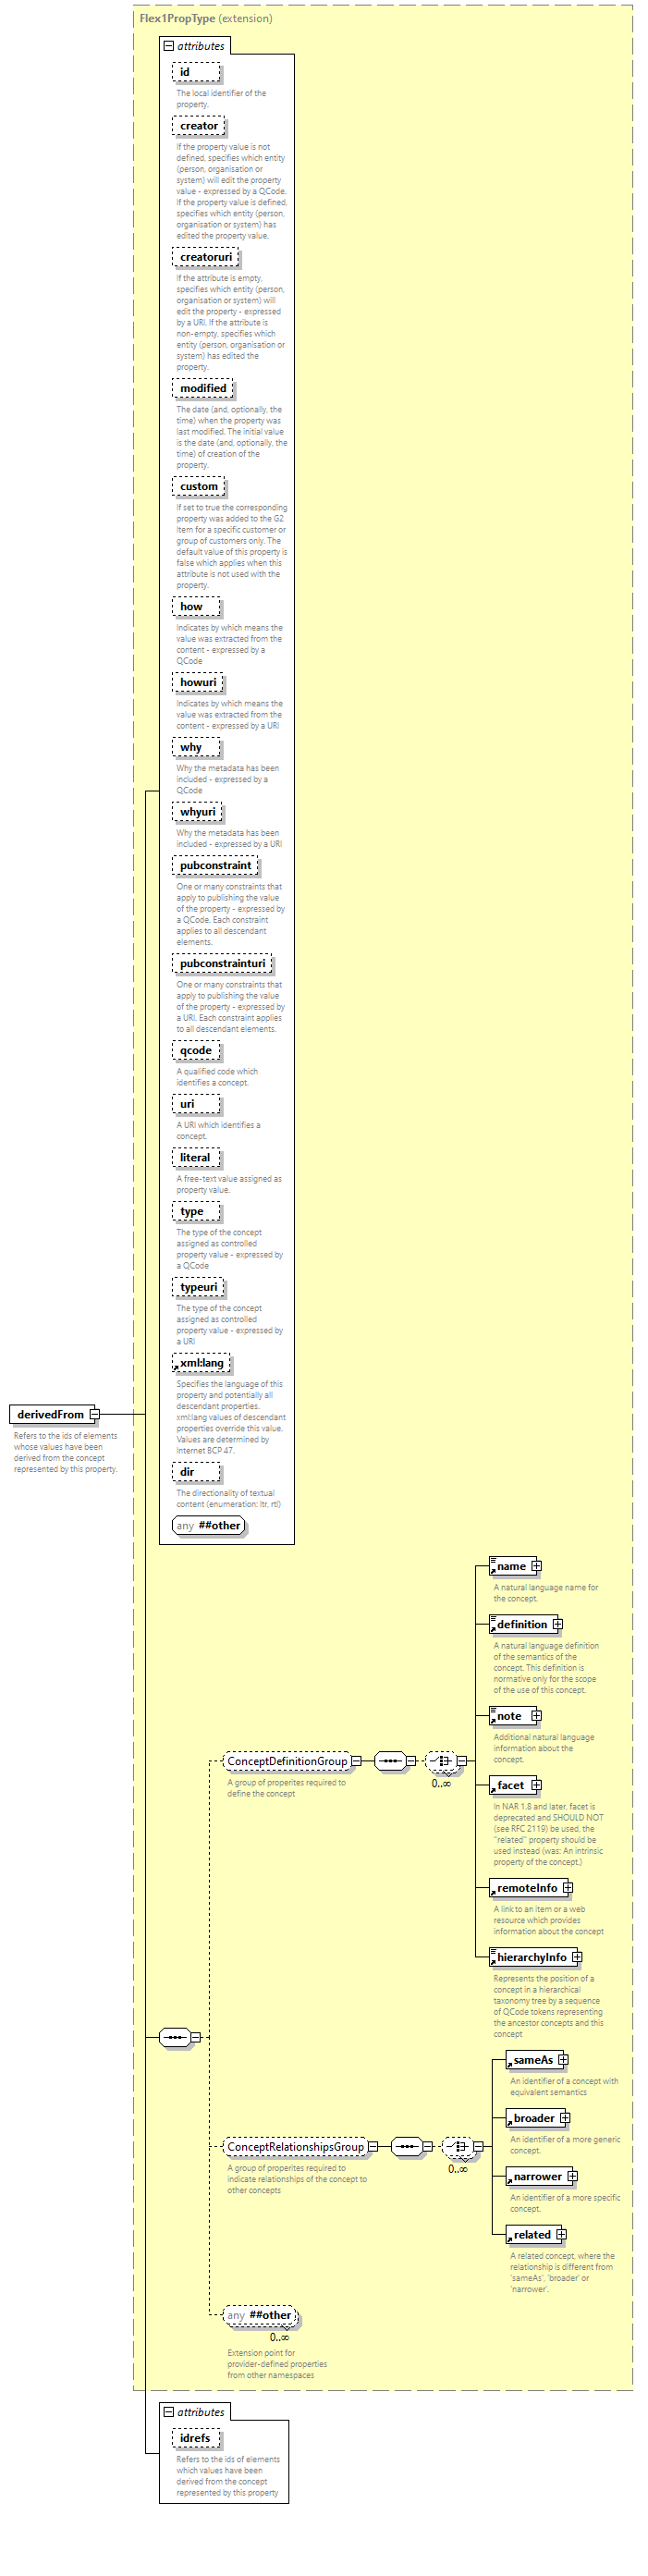 Flex1PropType (extension)
attributes
id
The local identifier of the
property.
creator
If the property value is not
defined, specifies which entity
(person, organisation or
system) will edit the property
value - expressed by a QCode.
If the property value is defined,
specifies which entity (person,
organisation or system) has
edited the property value.
creatoruri
If the attribute is empty,
specifies which entity (person,
organisation or system) will
edit the property - expressed
by a URI. If the attribute is
non-empty, specifies which
entity (person, organisation or
system) has edited the
property.
modified
The date (and, optionally, the
time) when the property was
last modified. The initial value
is the date (and, optionally, the
time) of creation of the
property.
custom
If set to true the corresponding
property was added to the G2
Item for a specific customer or
group of customers only. The
default value of this property is
false which applies when this
attribute is not used with the
property.
how
Indicates by which means the
value was extracted from the
content - expressed by a
QCode
howuri
Indicates by which means the
value was extracted from the
content - expressed by a URI
why
Why the metadata has been
included - expressed by a
QCode
whyuri
Why the metadata has been
included - expressed by a URI
pubconstraint
One or many constraints that
apply to publishing the value
of the property - expressed by
a QCode. Each constraint
applies to all descendant
elements.
pubconstrainturi
One or many constraints that
apply to publishing the value
of the property - expressed by
a URI. Each constraint applies
to all descendant elements.
qcode
A qualified code which
identifies a concept.
uri
A URI which identifies a
concept.
literal
A free-text value assigned as
property value.
type
The type of the concept
assigned as controlled
property value - expressed by
a QCode
typeuri
The type of the concept
assigned as controlled
property value - expressed by
a URI
xml:lang
Specifies the language of this
property and potentially all
descendant properties.
xml:lang values of descendant
properties override this value.
Values are determined by
Internet BCP 47.
dir
The directionality of textual
content (enumeration: ltr, rtl)
any ##other
derivedFrom
Refers to the ids of elements
whose values have been
derived from the concept
represented by this property.
name
A natural language name for
the concept.
definition
A natural language definition
of the semantics of the
concept. This definition is
normative only for the scope
of the use of this concept.
note
Additional natural language
information about the
concept.
ConceptDefinitionGroup
0..∞
A group of properites required to
define the concept
facet
In NAR 1.8 and later, facet is
deprecated and SHOULD NOT
(see RFC 2119) be used, the
"related" property should be
used instead (was: An intrinsic
property of the concept.)
remoteInfo
A link to an item or a web
resource which provides
information about the concept
hierarchyInfo
Represents the position of a
concept in a hierarchical
taxonomy tree by a sequence
of QCode tokens representing
the ancestor concepts and this
concept
sameAs
An identifier of a concept with
equivalent semantics
broader
An identifier of a more generic
concept.
ConceptRelationshipsGroup
0..∞
A group of properites required to
indicate relationships of the concept to
other concepts
narrower
An identifier of a more specific
concept.
related
A related concept, where the
relationship is different from
'sameAs', 'broader' or
'narrower'.
any ##other
0..∞
Extension point for
provider-defined properties
from other namespaces
attributes
idrefs
Refers to the ids of elements
which values have been
derived from the concept
represented by this property